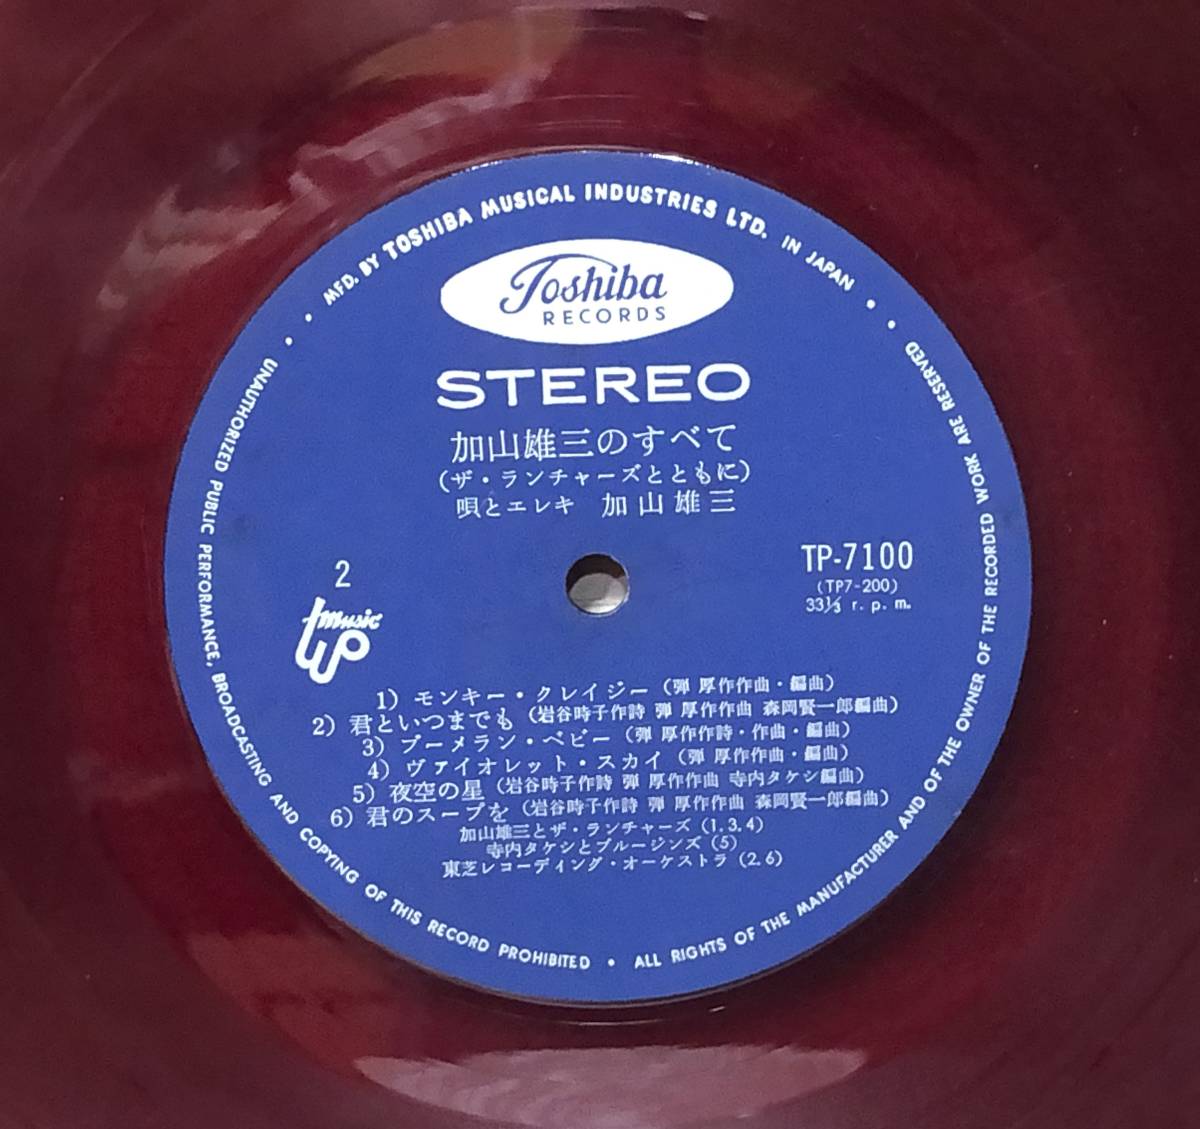 MFD. BY TOSHIBA MUSICAL INDUSTRIES LTD. IN JAPAN
Toshiba
RECORDS
STEREO
加山雄三のすべて
(ザ・ランチャーズとともに)
唄とエレキ 加山雄三
2
TP-7100
(TP7-200)
33⅓ r. p. m.
music
up
1) モンキー・クレイジー (弾 厚作作曲・編曲)
2) 君といつまでも (岩谷時子作詩 弾 厚作作曲 森岡賢一郎編曲)
3) ブーメラン・ベビー (弾 厚作作詩・作曲・編曲)
4) ヴァイオレット・スカイ (弾 厚作作曲・編曲)
5) 夜空の星 (岩谷時子作詩 弾 厚作作曲 寺内タケシ編曲)
6) 君のスープを (岩谷時子作詩 弾 厚作作曲 森岡賢一郎編曲)
加山雄三とザ・ランチャーズ (1.3.4)
寺内タケシとブルージンズ (5)
東芝レコーディング・オーケストラ (2.6)
UNAUTHORIZED PUBLIC PERFORMANCE, BROADCASTING AND COPYING OF THIS RECORD PROHIBITED • ALL RIGHTS OF THE MANUFACTURER AND OF THE OWNER OF THE RECORDED WORK ARE RESERVED